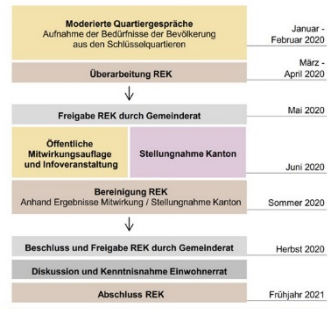 Moderierte Quartiergespräche
Aufnahme der Bedürfnisse der Bevölkerung
aus den Schlüsselquartieren
Januar -
Februar 2020
Überarbeitung REK
März -
April 2020
Freigabe REK durch Gemeinderat
Mai 2020
Öffentliche
Mitwirkungsauflage
und Infoveranstaltung
Stellungnahme Kanton
Juni 2020
Bereinigung REK
Anhand Ergebnisse Mitwirkung / Stellungnahme Kanton
Sommer 2020
Beschluss und Freigabe REK durch Gemeinderat
Herbst 2020
Diskussion und Kenntnisnahme Einwohnerrat
Abschluss REK
Frühjahr 2021